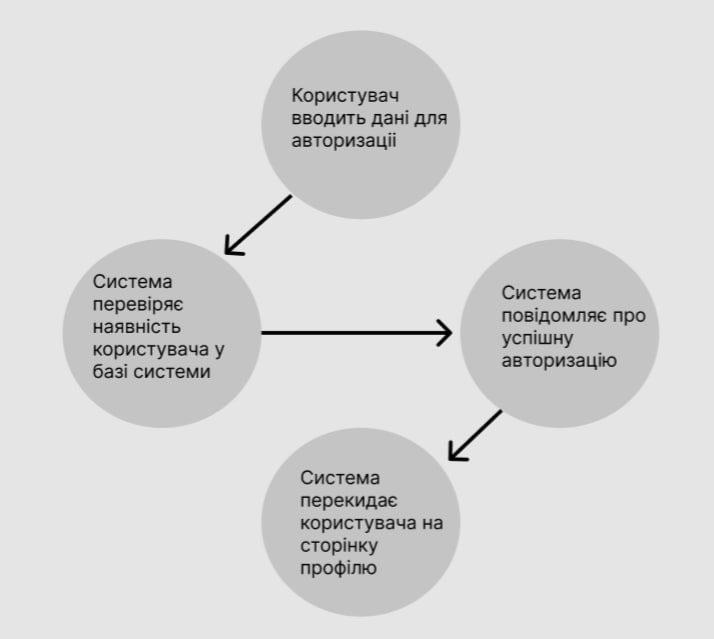 Користувач
вводить дані для
авторизаціі
Система
перевіряє
наявність
користувача у
базі системи
Система
повідомляє про
успішну
авторизацію
Система
перекидає
користувача на
сторінку
профілю